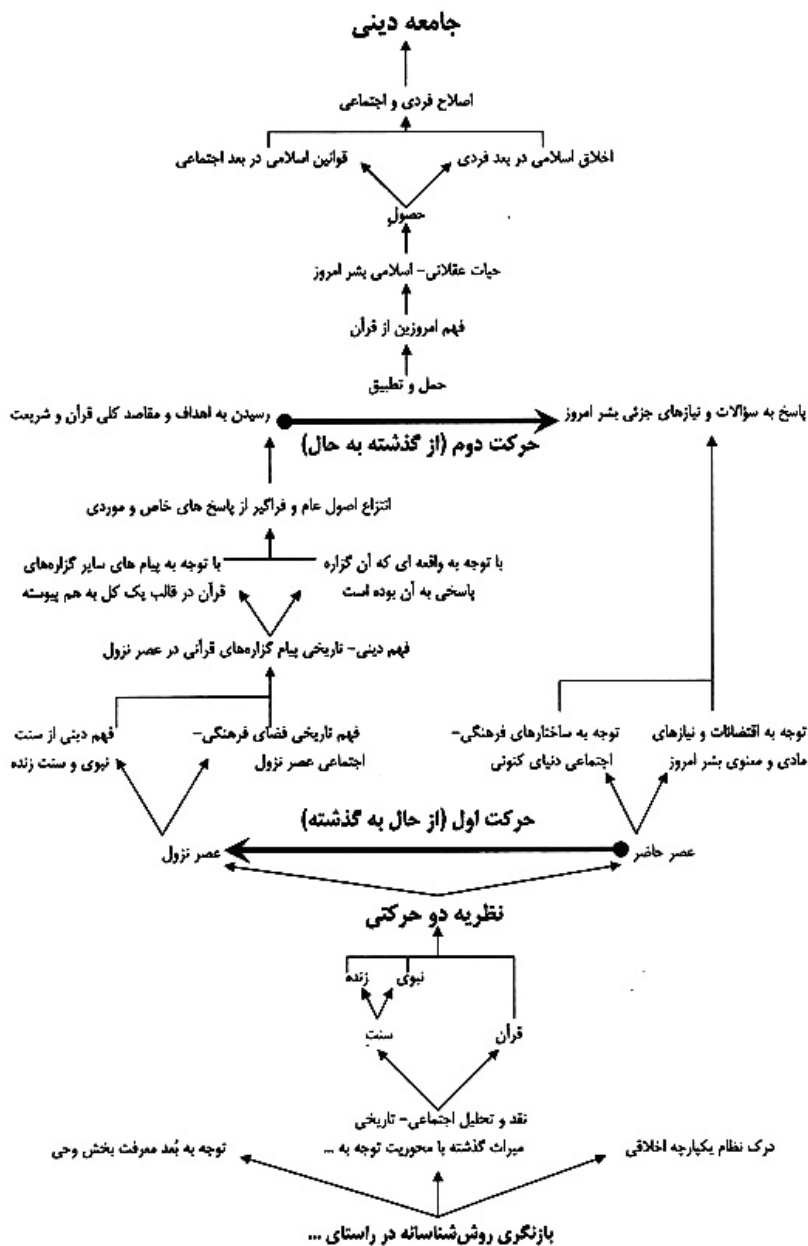 جامعه دینی
اصلاح فردی و اجتماعی
اخلاق اسلامی در بعد فردی
قوانین اسلامی در بعد اجتماعی
حصول
حیات عقلانی- اسلامی بشر امروز
فهم امروزین از قرآن
حمل و تطبیق
پاسخ به سؤالات و نیازهای جزئی بشر امروز
رسیدن به اهداف و مقاصد کلی قرآن و شریعت
حرکت دوم (از گذشته به حال)
انتزاع اصول عام و فراگیر از پاسخ های خاص و موردی
با توجه به واقعه ای که آن گزاره
پاسخی به آن بوده است
با توجه به پیام های سایر گزاره‌های
قرآن در قالب یک کل به هم پیوسته
فهم دینی- تاریخی پیام گزاره‌های قرآنی در عصر نزول
توجه به اقتضائات و نیازهای
مادی و معنوی بشر امروز
توجه به ساختارهای فرهنگی-
اجتماعی دنیای کنونی
فهم تاریخی فضای فرهنگی-
اجتماعی عصر نزول
فهم دینی از سنت
نبوی و سنت زنده
حرکت اول (از حال به گذشته)
عصر حاضر
عصر نزول
نظریه دو حرکتی
نبوی
زنده
قرآن
سنت
نقد و تحلیل اجتماعی- تاریخی
میراث گذشته با محوریت توجه به ...
درک نظام یکپارچه اخلاقی
توجه به بُعد معرفت بخش وحی
بازنگری روش‌شناسانه در راستای ...